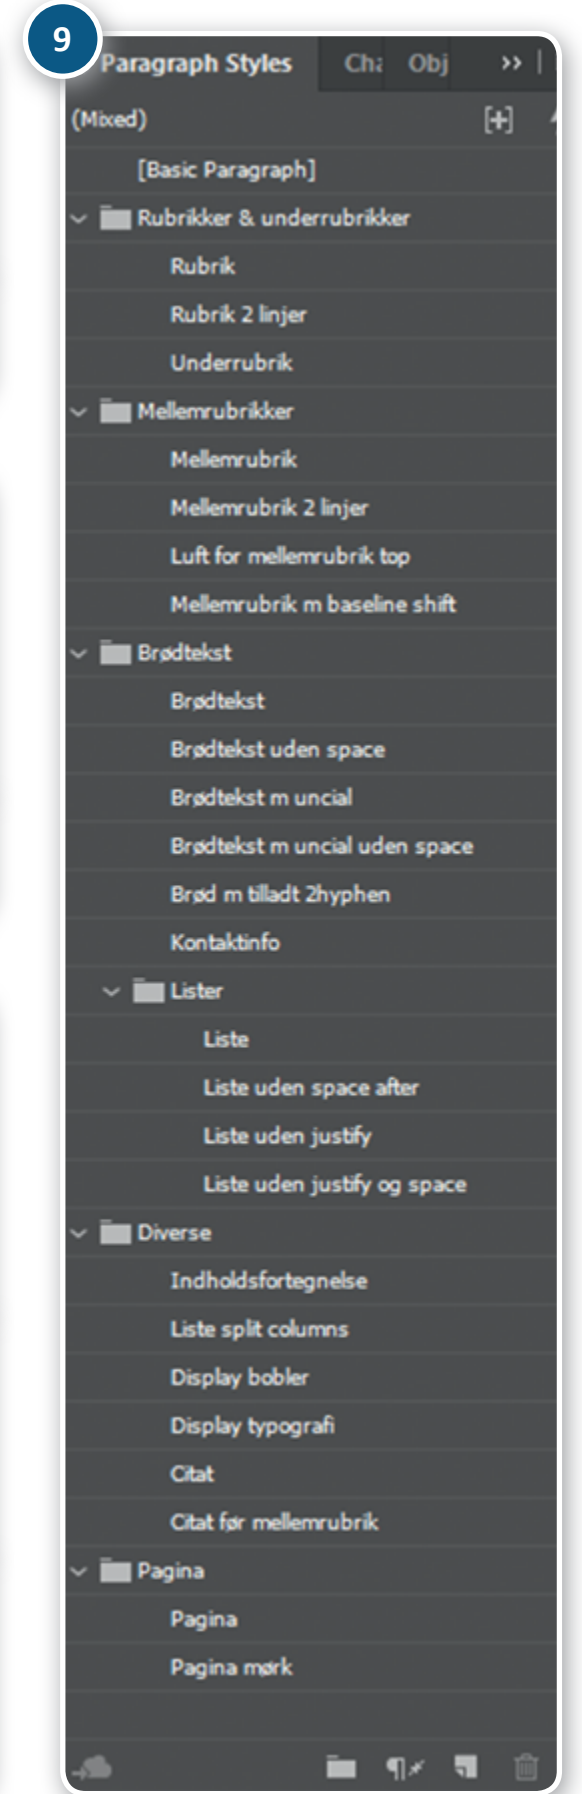 9
Paragraph Styles Cha Obj
(Mixed)
[Basic Paragraph]
Rubrikker & underrubrikker
Rubrik
Rubrik 2 linjer
Underrubrik
Mellemrubrikker
Mellemrubrik
Mellemrubrik 2 linjer
Luft for mellemrubrik top
Mellemrubrik m baseline shift
Brødtekst
Brødtekst
Brødtekst uden space
Brødtekst m uncial
Brødtekst m uncial uden space
Brød m tilladt 2hyphen
Kontaktinfo
Lister
Liste
Liste uden space after
Liste uden justify
Liste uden justify og space
Diverse
Indholdsfortegnelse
Liste split columns
Display bobler
Display typografi
Citat
Citat før mellemrubrik
Pagina
Pagina
Pagina mørk